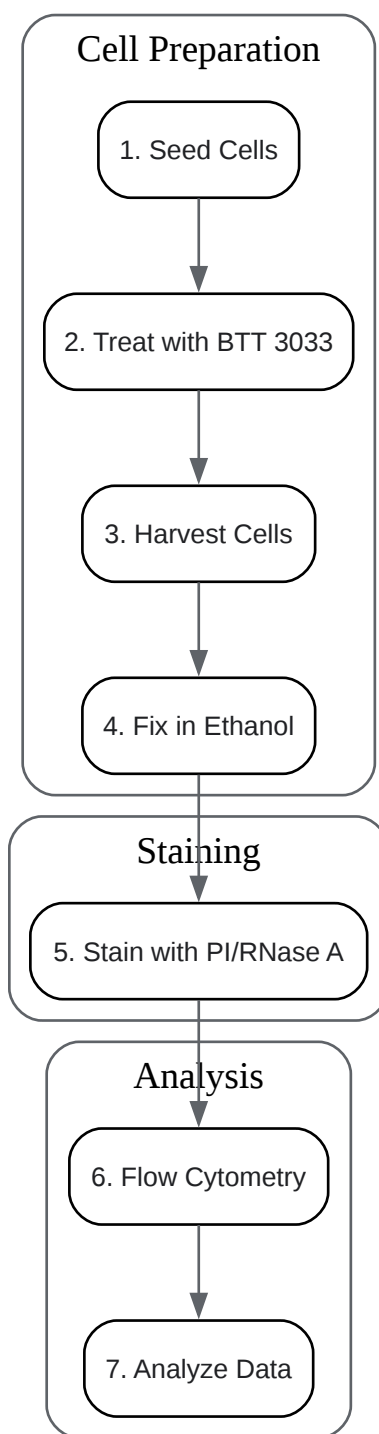 Cell Preparation
1. Seed Cells
2. Treat with BTT 3033
3. Harvest Cells
4. Fix in Ethanol
Staining
5. Stain with PI/RNase A
Analysis
6. Flow Cytometry
7. Analyze Data